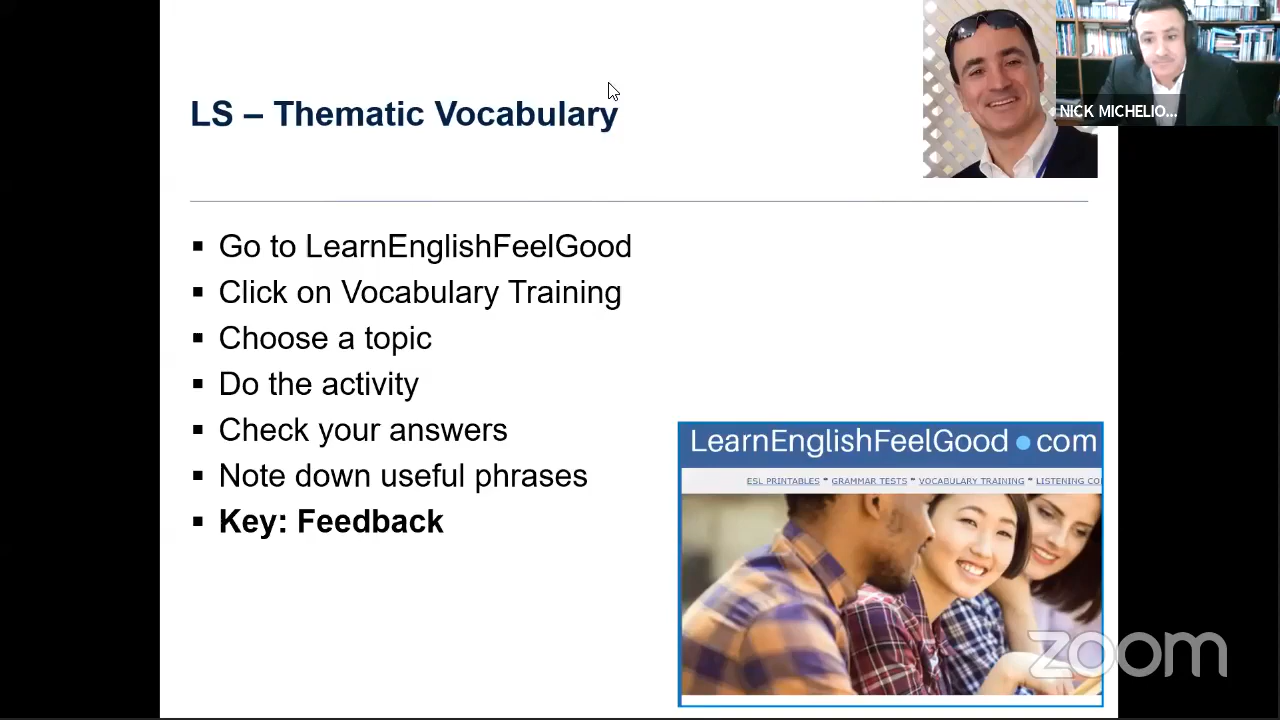 LS – Thematic Vocabulary
NICK MICHELIO...
▪ Go to LearnEnglishFeelGood
▪ Click on Vocabulary Training
▪ Choose a topic
▪ Do the activity
▪ Check your answers
▪ Note down useful phrases
▪ Key: Feedback
LearnEnglishFeelGood ● com
ESL PRINTABLES * GRAMMAR TESTS * VOCABULARY TRAINING * LISTENING CO
zoom